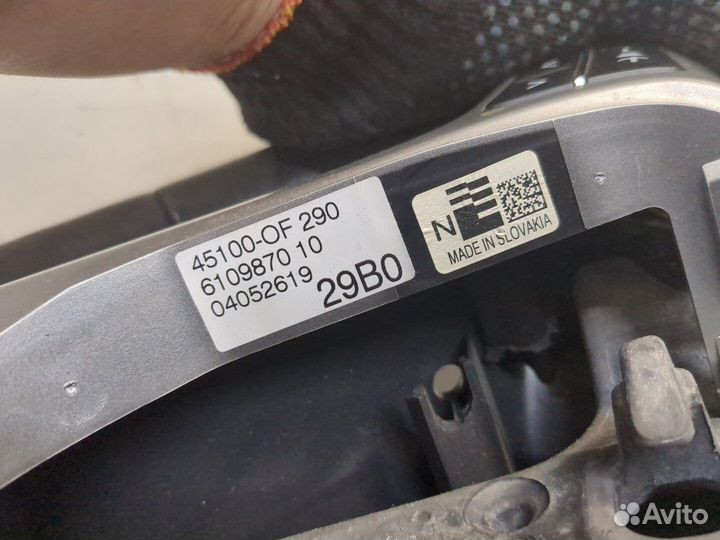 45100-OF 290
6109870 10
04052619
29B0
N
MADE IN SLOVAKIA
Avito